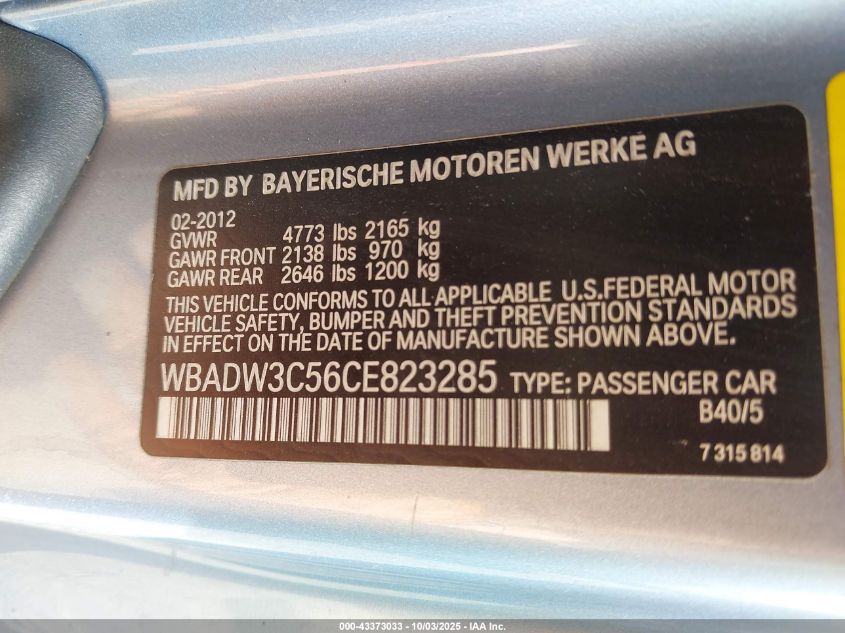 MFD BY BAYERISCHE MOTOREN WERKE AG
02-2012
GVWR 4773 lbs 2165 kg
GAWR FRONT 2138 lbs 970 kg
GAWR REAR 2646 lbs 1200 kg
THIS VEHICLE CONFORMS TO ALL APPLICABLE U.S.FEDERAL MOTOR
VEHICLE SAFETY, BUMPER AND THEFT PREVENTION STANDARDS
IN EFFECT ON THE DATE OF MANUFACTURE SHOWN ABOVE.
WBADW3C56CE823285 TYPE: PASSENGER CAR
B40/5
7 315 814
000-43373033 - 10/03/2025 - IAA Inc.